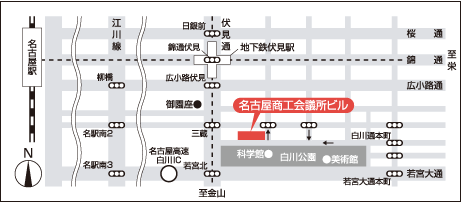 日銀前
伏見通
江川線
桜通
名古屋駅
錦通伏見
地下鉄伏見駅
錦通
至栄
柳橋
広小路伏見
広小路通
御園座
名古屋商工会議所ビル
名駅南2
三蔵
白川通本町
科学館
白川公園
美術館
N
名駅南3
名古屋高速
白川IC
若宮北
若宮大通
若宮大通本町
至金山